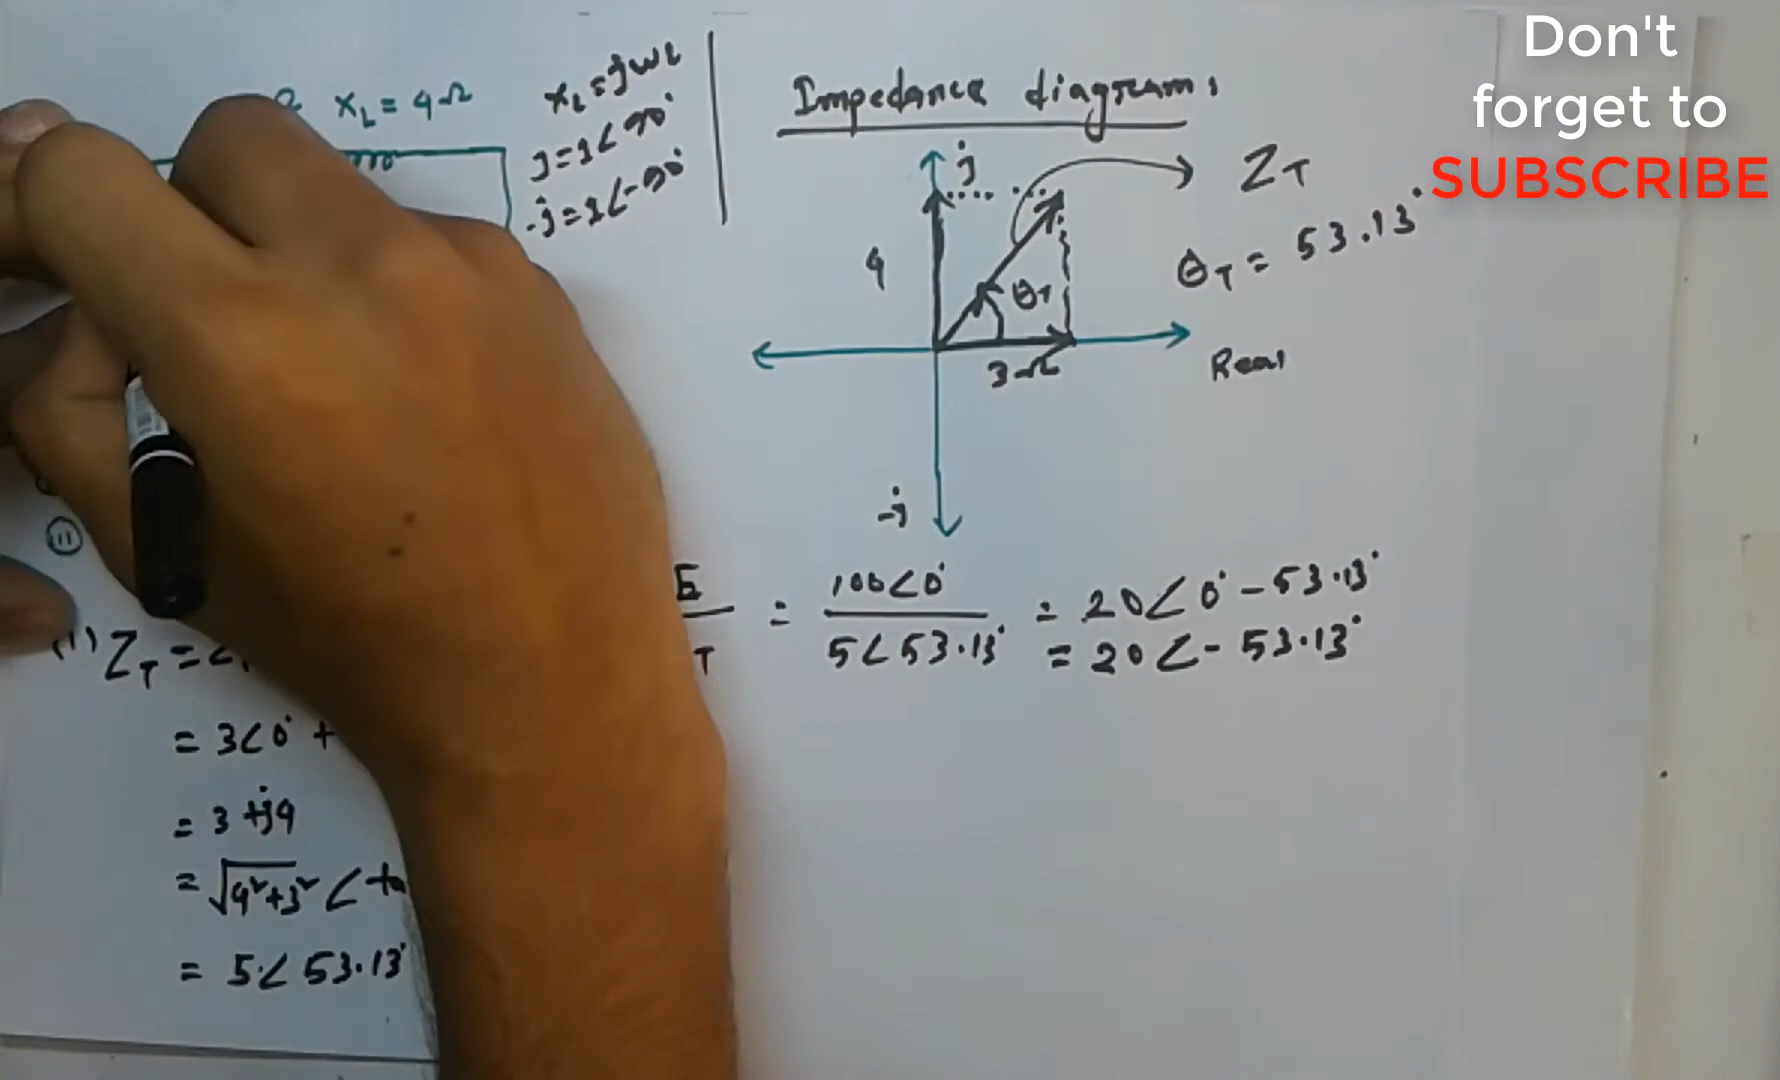 X_L = 4Ω
X_L = jωL
j = 1∠90°
-j = 1∠-90°
Impedance diagram:
j
Z_T
4
θ_T
θ_T = 53.13°
3Ω
Real
-j
(ii)
E
T
= 100∠0° / 5∠53.13° = 20∠0° - 53.13°
= 20∠- 53.13°
(i) Z_T =
= 3∠0° +
= 3 + j4
= √4² + 3² ∠ ta
= 5∠53.13°
Don't
forget to
SUBSCRIBE